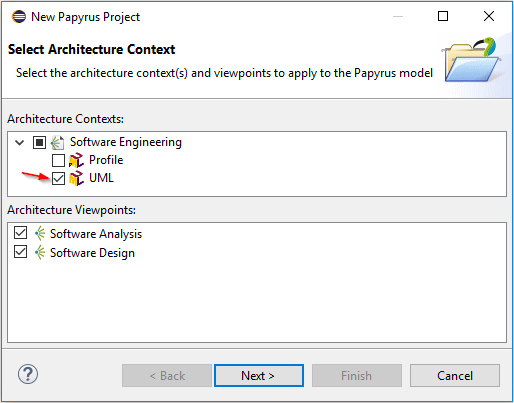 New Papyrus Project
Select Architecture Context
Select the architecture context(s) and viewpoints to apply to the Papyrus model
Architecture Contexts:
Software Engineering
Profile
UML
Architecture Viewpoints:
Software Analysis
Software Design
?
< Back
Next >
Finish
Cancel